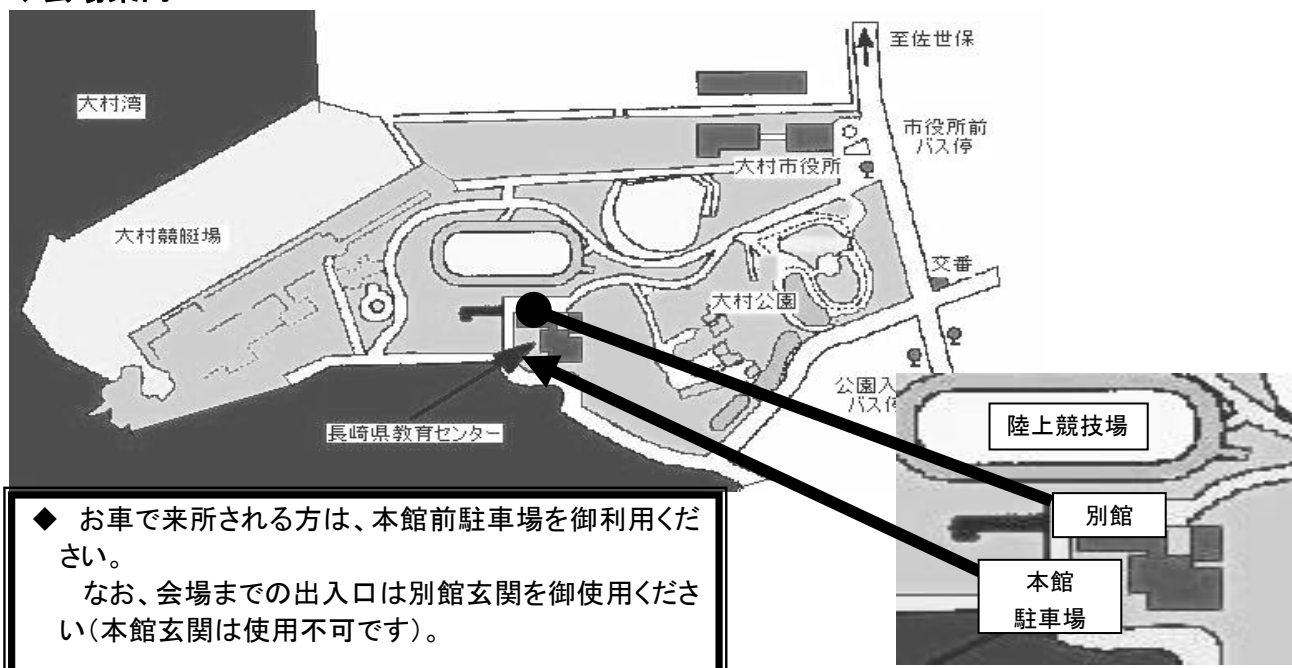 至佐世保
大村湾
市役所前
バス停
大村市役所
大村競艇場
交番
大村公園
公園入
バス停
長崎県教育センター
陸上競技場
別館
本館
駐車場
◆ お車で来所される方は、本館前駐車場を御利用くだ
さい。
なお、会場までの出入口は別館玄関を御使用くださ
い(本館玄関は使用不可です)。